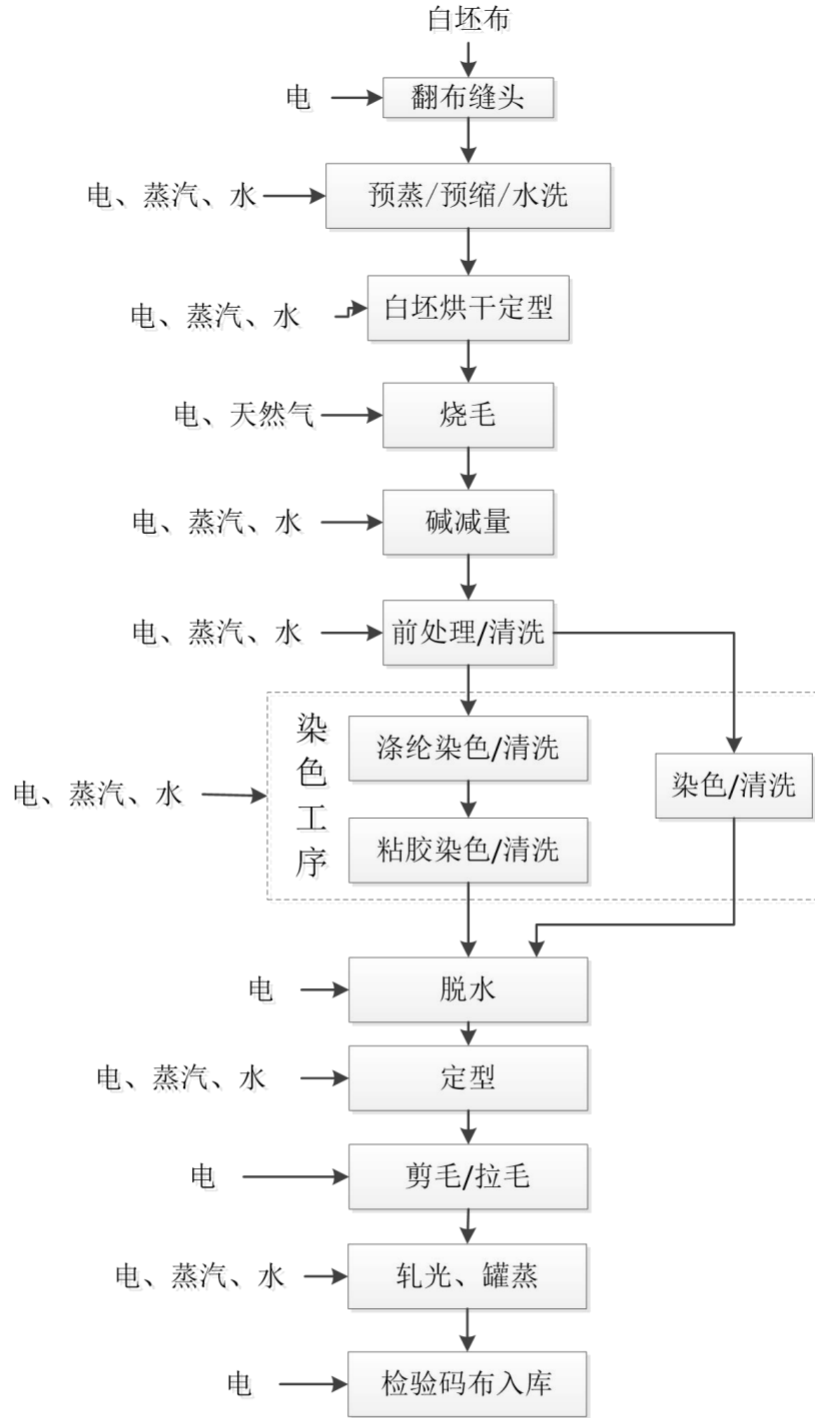 白坯布
电
翻布缝头
电、蒸汽、水
预蒸/预缩/水洗
电、蒸汽、水
白坯烘干定型
电、天然气
烧毛
电、蒸汽、水
碱减量
电、蒸汽、水
前处理/清洗
染色工序
涤纶染色/清洗
电、蒸汽、水
染色/清洗
粘胶染色/清洗
电
脱水
电、蒸汽、水
定型
电
剪毛/拉毛
电、蒸汽、水
轧光、罐蒸
电
检验码布入库